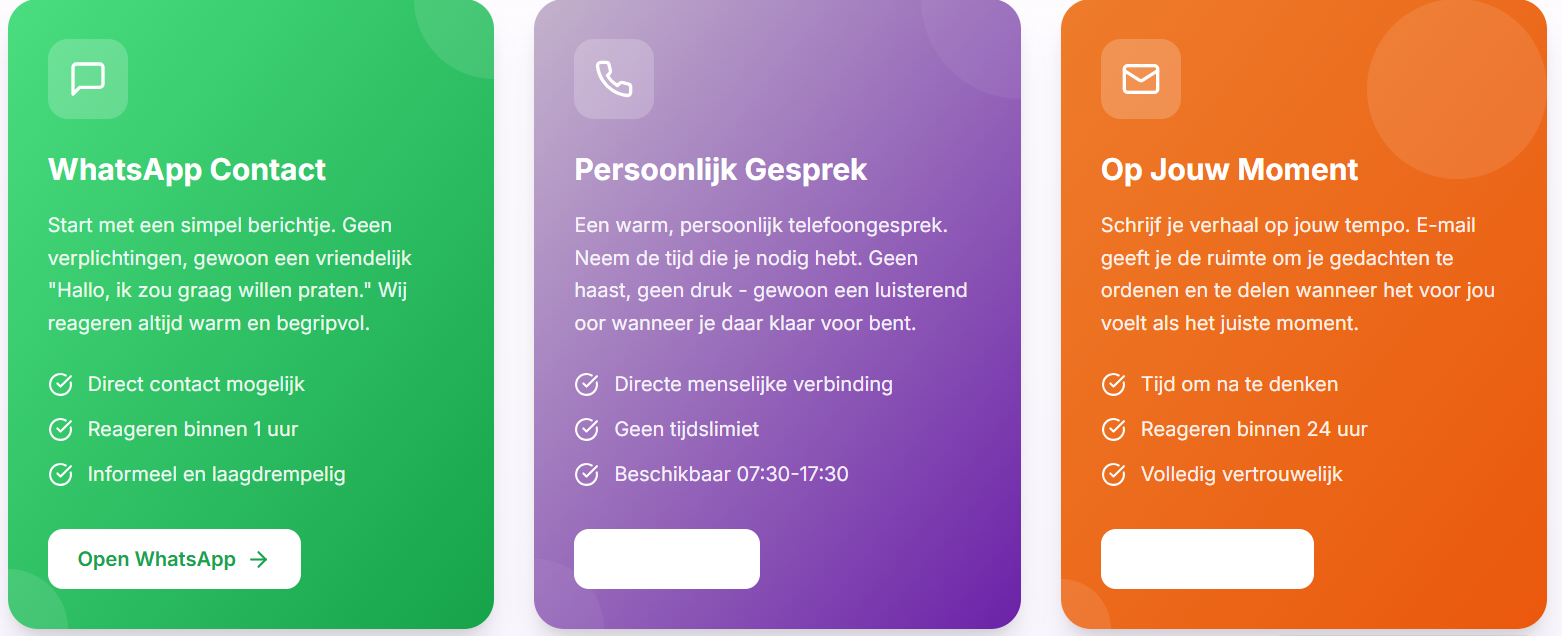 WhatsApp Contact
Start met een simpel berichtje. Geen
verplichtingen, gewoon een vriendelijk
"Hallo, ik zou graag willen praten." Wij
reageren altijd warm en begripvol.
Direct contact mogelijk
Reageren binnen 1 uur
Informeel en laagdrempelig
Open WhatsApp
Persoonlijk Gesprek
Een warm, persoonlijk telefoongesprek.
Neem de tijd die je nodig hebt. Geen
haast, geen druk - gewoon een luisterend
oor wanneer je daar klaar voor bent.
Directe menselijke verbinding
Geen tijdslimiet
Beschikbaar 07:30-17:30
Op Jouw Moment
Schrijf je verhaal op jouw tempo. E-mail
geeft je de ruimte om je gedachten te
ordenen en te delen wanneer het voor jou
voelt als het juiste moment.
Tijd om na te denken
Reageren binnen 24 uur
Volledig vertrouwelijk